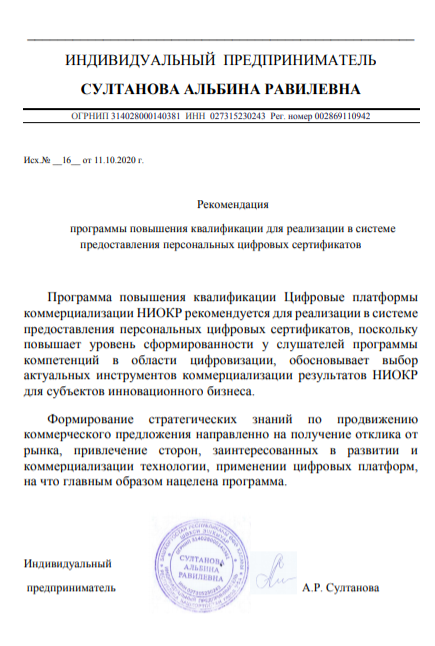 ИНДИВИДУАЛЬНЫЙ ПРЕДПРИНИМАТЕЛЬ
СУЛТАНОВА АЛЬБИНА РАВИЛЕВНА
ОГРНИП 314028000140381 ИНН 027315230243 Рег. номер 002869110942
Исх.№ __16__ от 11.10.2020 г.
Рекомендация
программы повышения квалификации для реализации в системе
предоставления персональных цифровых сертификатов
Программа повышения квалификации Цифровые платформы
коммерциализации НИОКР рекомендуется для реализации в системе
предоставления персональных цифровых сертификатов, поскольку
повышает уровень сформированности у слушателей программы
компетенций в области цифровизации, обосновывает выбор
актуальных инструментов коммерциализации результатов НИОКР
для субъектов инновационного бизнеса.
Формирование стратегических знаний по продвижению
коммерческого предложения направленно на получение отклика от
рынка, привлечение сторон, заинтересованных в развитии и
коммерциализации технологии, применении цифровых платформ,
на что главным образом нацелена программа.
СУЛТАНОВА
АЛЬБИНА
РАВИЛЕВНА
Индивидуальный
предприниматель А.Р. Султанова